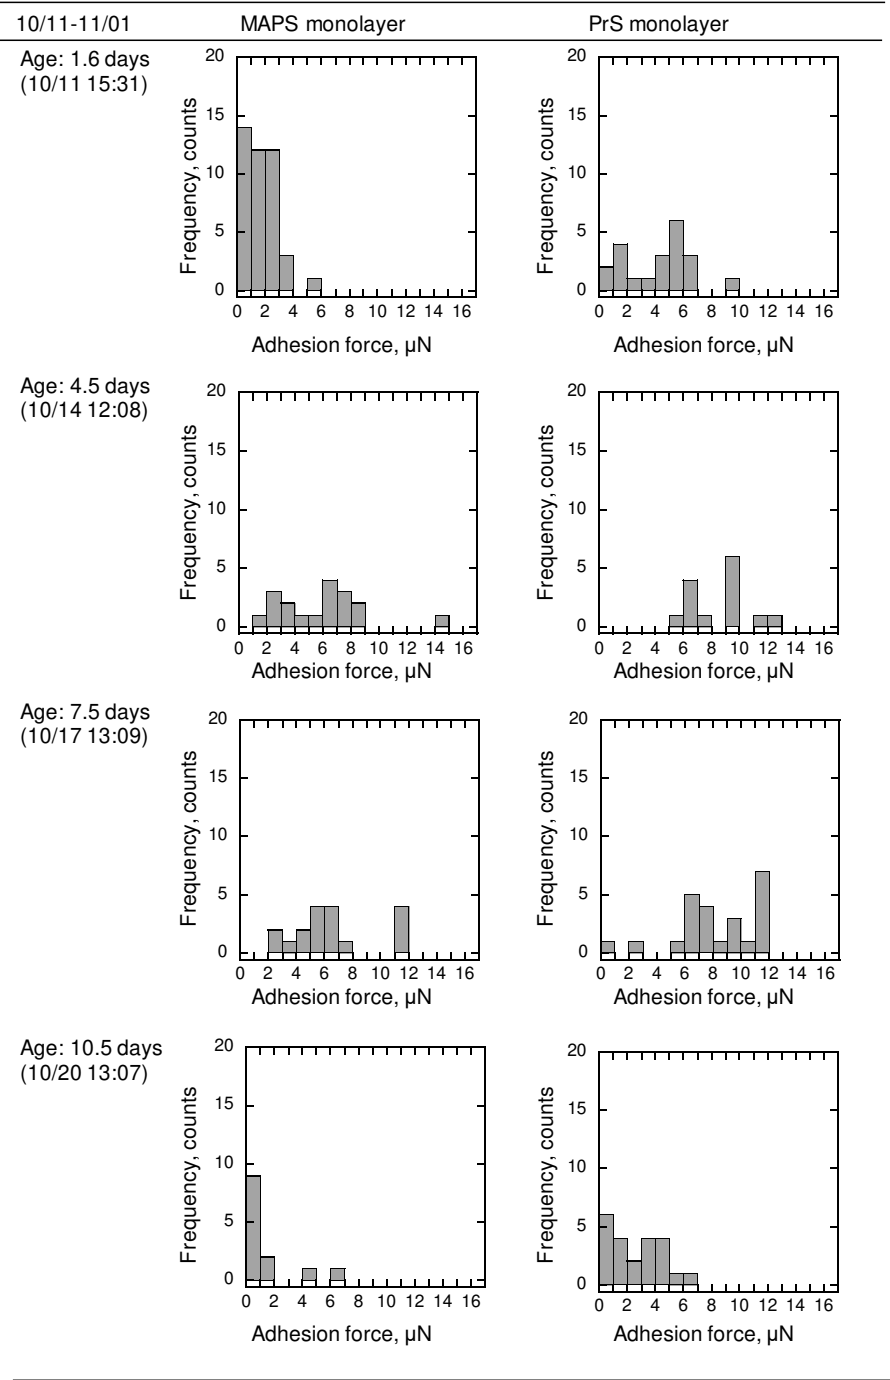 10/11-11/01 MAPS monolayer PrS monolayer
Age: 1.6 days
(10/11 15:31)
20
15
10
5
0
Frequency, counts
0 2 4 6 8 10 12 14 16
Adhesion force, µN
20
15
10
5
0
Frequency, counts
0 2 4 6 8 10 12 14 16
Adhesion force, µN
Age: 4.5 days
(10/14 12:08)
20
15
10
5
0
Frequency, counts
0 2 4 6 8 10 12 14 16
Adhesion force, µN
20
15
10
5
0
Frequency, counts
0 2 4 6 8 10 12 14 16
Adhesion force, µN
Age: 7.5 days
(10/17 13:09)
20
15
10
5
0
Frequency, counts
0 2 4 6 8 10 12 14 16
Adhesion force, µN
20
15
10
5
0
Frequency, counts
0 2 4 6 8 10 12 14 16
Adhesion force, µN
Age: 10.5 days
(10/20 13:07)
20
15
10
5
0
Frequency, counts
0 2 4 6 8 10 12 14 16
Adhesion force, µN
20
15
10
5
0
Frequency, counts
0 2 4 6 8 10 12 14 16
Adhesion force, µN